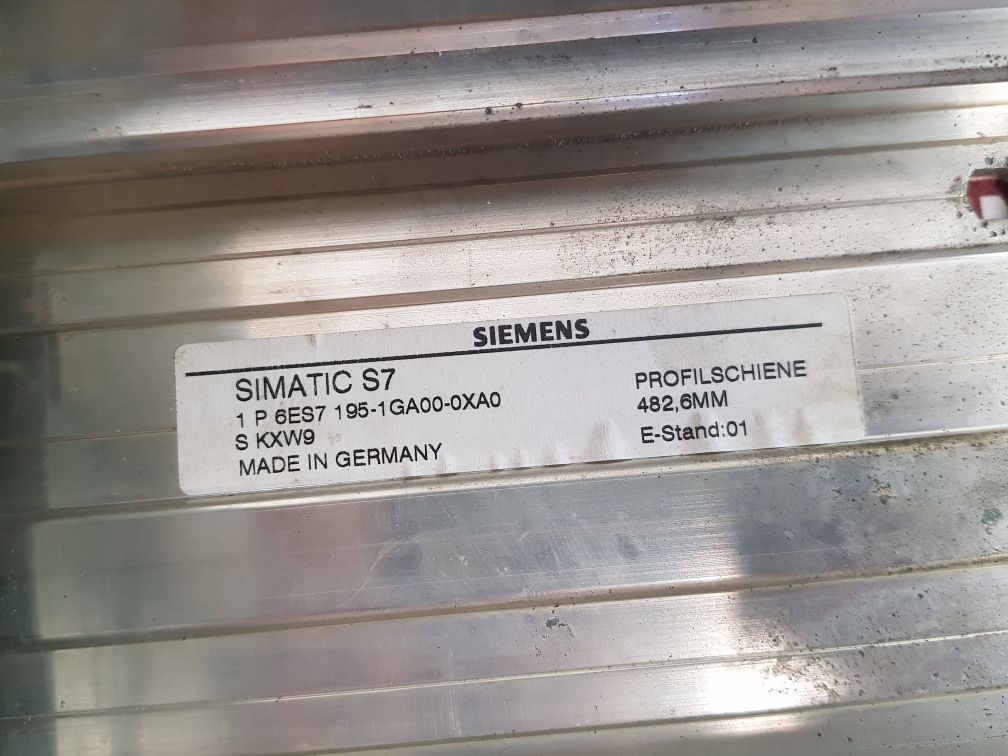 SIEMENS
SIMATIC S7
1 P 6ES7 195-1GA00-0XA0
S KXW9
MADE IN GERMANY
PROFILSCHIENE
482,6MM
E-Stand:01